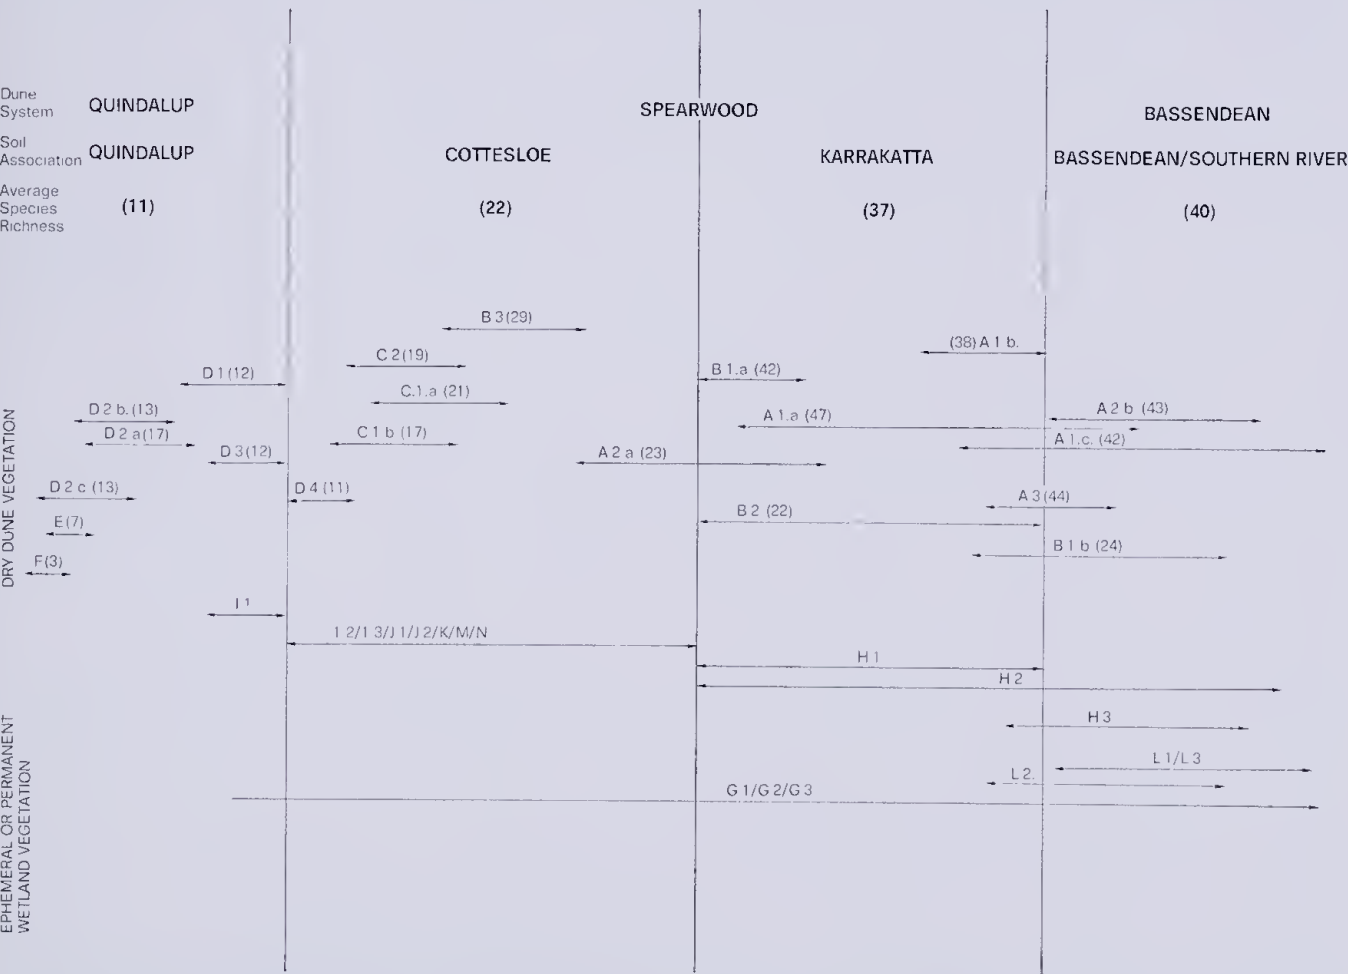 Dune
System
QUINDALUP
SPEARWOOD
BASSENDEAN
Soil
Association
QUINDALUP
COTTESLOE
KARRAKATTA
BASSENDEAN/SOUTHERN RIVER
Average
Species
Richness
(11)
(22)
(37)
(40)
DRY DUNE VEGETATION
B 3(29)
(38) A 1 b.
C 2(19)
D 1(12)
B 1.a (42)
C.1.a (21)
D 2 b.(13)
A 1.a (47)
A 2 b (43)
D 2 a(17)
C 1 b (17)
A 1.c. (42)
D 3(12)
A 2 a (23)
D 2 c (13)
D 4(11)
A 3(44)
E(7)
B 2 (22)
B 1 b (24)
F(3)
I 1
I 2/I 3/J 1/J 2/K/M/N
H 1
H 2
EPHEMERAL OR PERMANENT
WETLAND VEGETATION
H 3
L 1/L 3
L 2.
G 1/G 2/G 3